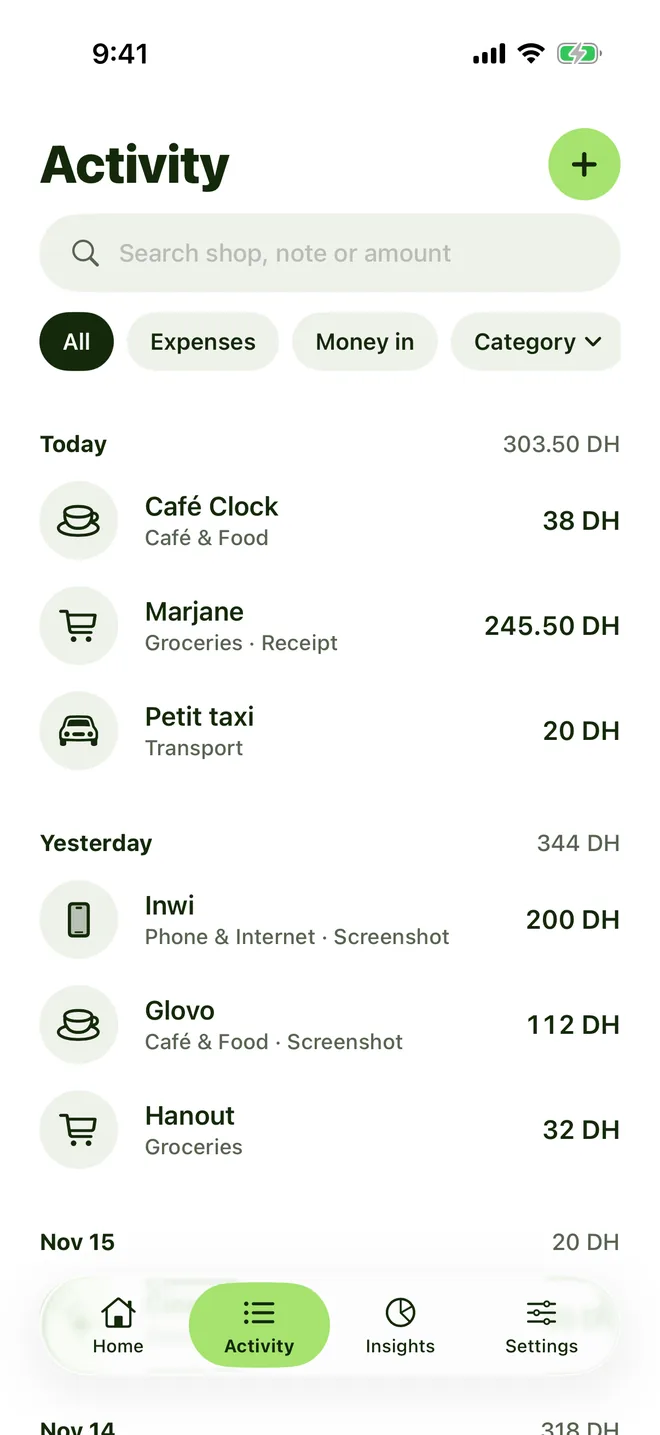 9:41
Activity
Search shop, note or amount
All Expenses Money in Category
Today 303.50 DH
Café Clock
Café & Food
38 DH
Marjane
Groceries · Receipt
245.50 DH
Petit taxi
Transport
20 DH
Yesterday 344 DH
Inwi
Phone & Internet · Screenshot
200 DH
Glovo
Café & Food · Screenshot
112 DH
Hanout
Groceries
32 DH
Nov 15 20 DH
Home Activity Insights Settings
Nov 14 318 DH